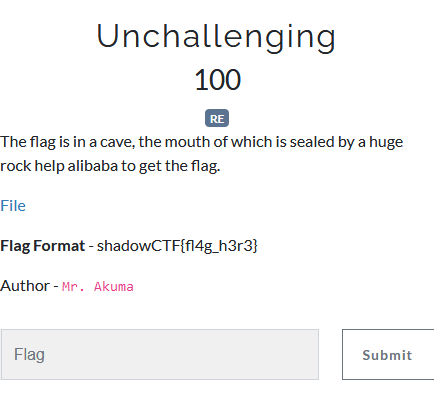 Unchallenging
100
RE
The flag is in a cave, the mouth of which is sealed by a huge
rock help alibaba to get the flag.
File
Flag Format - shadowCTF{fl4g_h3r3}
Author - Mr. Akuma
Flag
Submit